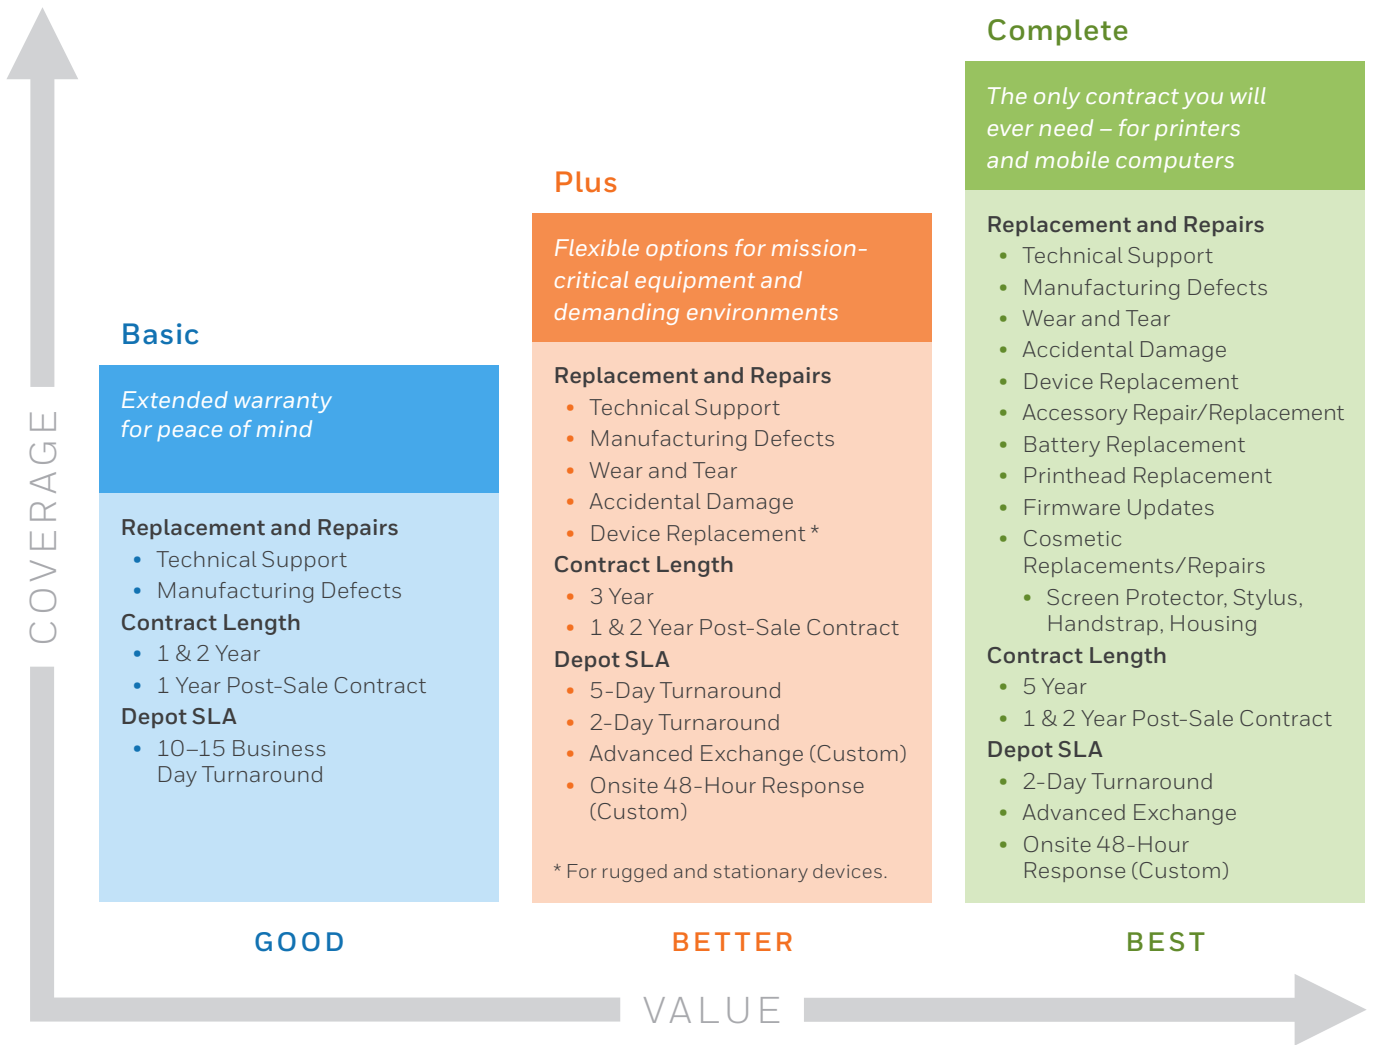 COVERAGE
Basic
Extended warranty
for peace of mind
Replacement and Repairs
• Technical Support
• Manufacturing Defects
Contract Length
• 1 & 2 Year
• 1 Year Post-Sale Contract
Depot SLA
• 10–15 Business
Day Turnaround
GOOD
Plus
Flexible options for mission-
critical equipment and
demanding environments
Replacement and Repairs
• Technical Support
• Manufacturing Defects
• Wear and Tear
• Accidental Damage
• Device Replacement *
Contract Length
• 3 Year
• 1 & 2 Year Post-Sale Contract
Depot SLA
• 5-Day Turnaround
• 2-Day Turnaround
• Advanced Exchange (Custom)
• Onsite 48-Hour Response
(Custom)
* For rugged and stationary devices.
BETTER
Complete
The only contract you will
ever need – for printers
and mobile computers
Replacement and Repairs
• Technical Support
• Manufacturing Defects
• Wear and Tear
• Accidental Damage
• Device Replacement
• Accessory Repair/Replacement
• Battery Replacement
• Printhead Replacement
• Firmware Updates
• Cosmetic
Replacements/Repairs
• Screen Protector, Stylus,
Handstrap, Housing
Contract Length
• 5 Year
• 1 & 2 Year Post-Sale Contract
Depot SLA
• 2-Day Turnaround
• Advanced Exchange
• Onsite 48-Hour
Response (Custom)
BEST
VALUE